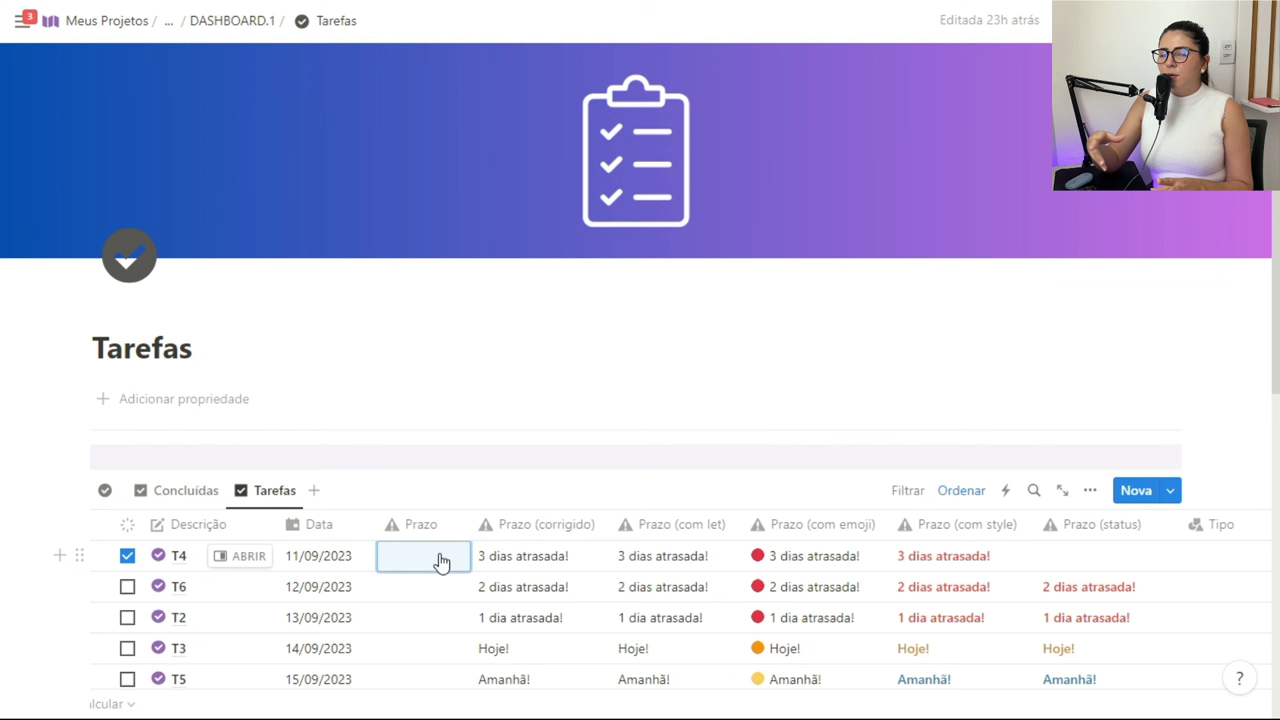 3 Meus Projetos / ... / DASHBOARD.1 / Tarefas Editada 23h atrás
Tarefas
+ Adicionar propriedade
Concluídas Tarefas + Filtrar Ordenar ... Nova
Descrição Data Prazo Prazo (corrigido) Prazo (com let) Prazo (com emoji) Prazo (com style) Prazo (status) Tipo
T4 ABRIR 11/09/2023 3 dias atrasada! 3 dias atrasada! 3 dias atrasada! 3 dias atrasada!
T6 12/09/2023 2 dias atrasada! 2 dias atrasada! 2 dias atrasada! 2 dias atrasada! 2 dias atrasada!
T2 13/09/2023 1 dia atrasada! 1 dia atrasada! 1 dia atrasada! 1 dia atrasada! 1 dia atrasada!
T3 14/09/2023 Hoje! Hoje! Hoje! Hoje! Hoje!
T5 15/09/2023 Amanhã! Amanhã! Amanhã! Amanhã! Amanhã!
lcular ?